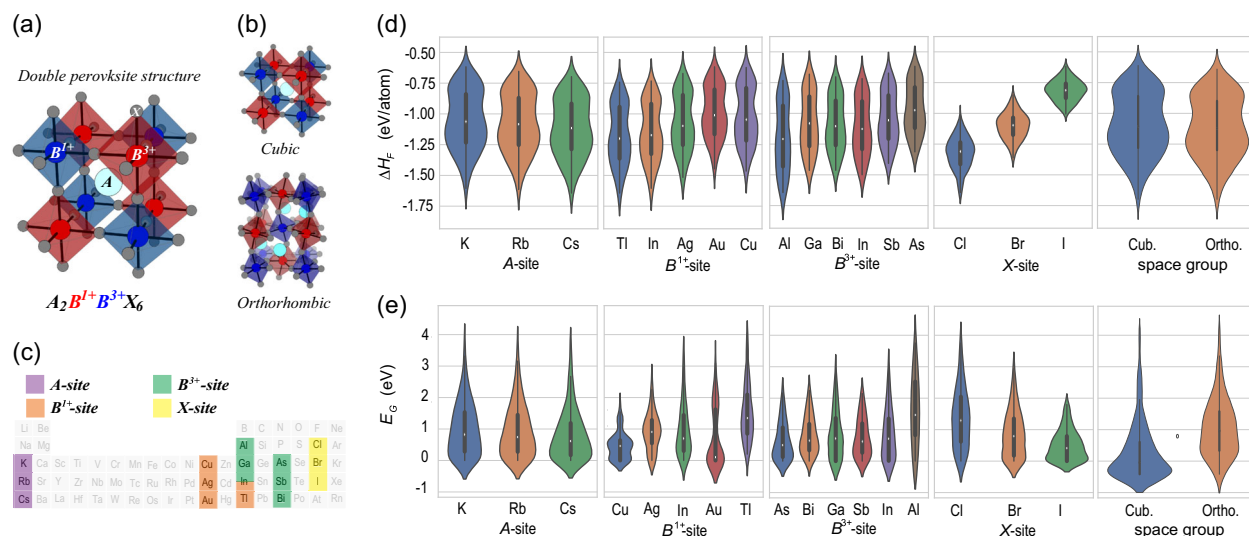 (a)
Double perovksite structure
X
B1+
B3+
A
A2B1+B3+X6
(b)
Cubic
Orthorhombic
(c)
A-site
B3+-site
B1+-site
X-site
Li Be B C N O F Ne
Na Mg Al Si P S Cl Ar
K Ca Sc Ti V Cr Mn Fe Co Ni Cu Zn Ga Ge As Se Br Kr
Rb Sr Y Zr Nb Mo Tc Ru Rh Pd Ag Cd In Sn Sb Te I Xe
Cs Ba La Hf Ta W Re Os Ir Pt Au Hg Tl Pb Bi Po At Rn
(d)
ΔHF (eV/atom)
-0.50
-0.75
-1.00
-1.25
-1.50
-1.75
K Rb Cs
A-site
Tl In Ag Au Cu
B1+-site
Al Ga Bi In Sb As
B3+-site
Cl Br I
X-site
Cub. Ortho.
space group
(e)
EG (eV)
4
3
2
1
0
-1
K Rb Cs
A-site
Cu Ag In Au Tl
B1+-site
As Bi Ga Sb In Al
B3+-site
Cl Br I
X-site
Cub. Ortho.
space group